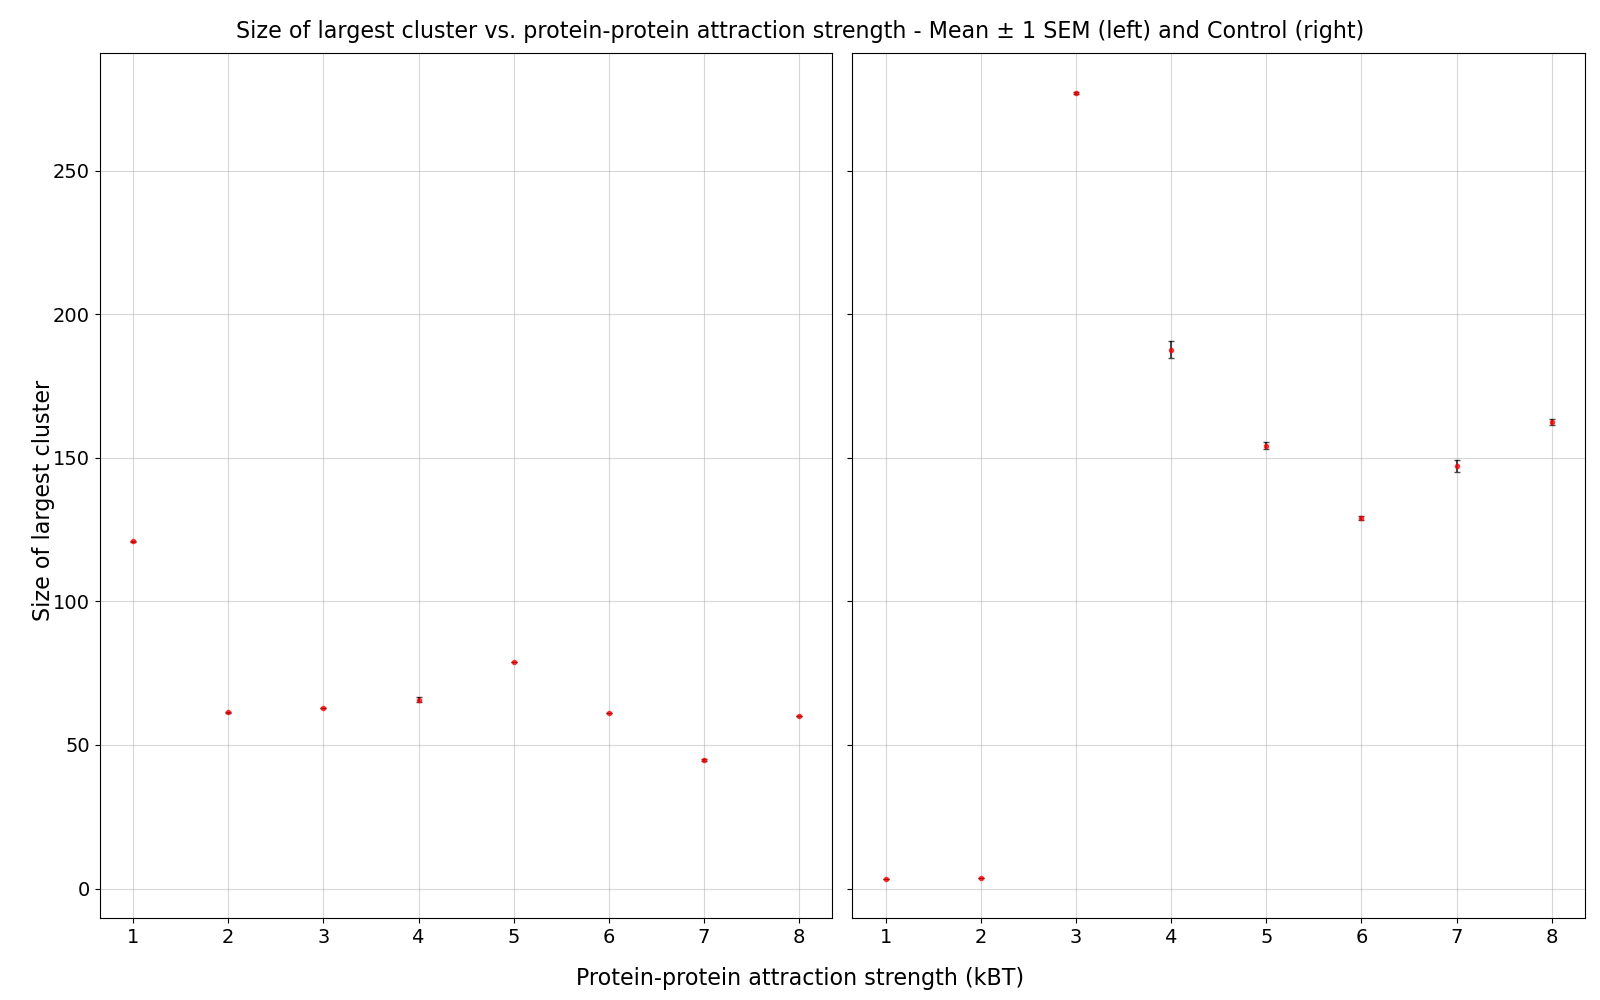 Size of largest cluster vs. protein-protein attraction strength - Mean ± 1 SEM (left) and Control (right)
Size of largest cluster
250
200
150
100
50
0
1 2 3 4 5 6 7 8
1 2 3 4 5 6 7 8
Protein-protein attraction strength (kBT)